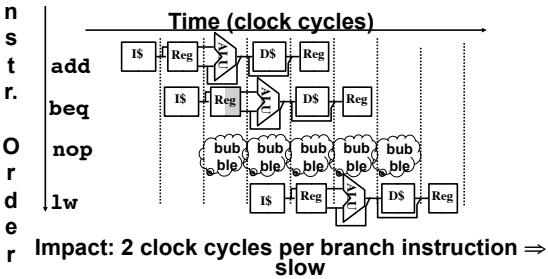 Time (clock cycles)
n
s
t
r.
O
r
d
e
r
add
I$
Reg
ALU
D$
Reg
beq
I$
Reg
ALU
D$
Reg
nop
bub
ble
bub
ble
bub
ble
bub
ble
bub
ble
lw
I$
Reg
ALU
D$
Reg
Impact: 2 clock cycles per branch instruction ⇒
slow